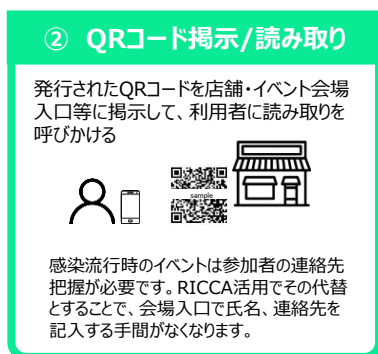 ② QRコード掲示/読み取り
発行されたQRコードを店舗・イベント会場
入口等に掲示して、利用者に読み取りを
呼びかける
sample
感染流行時のイベントは参加者の連絡先
把握が必要です。RICCA活用でその代替
とすることで、会場入口で氏名、連絡先を
記入する手間がなくなります。